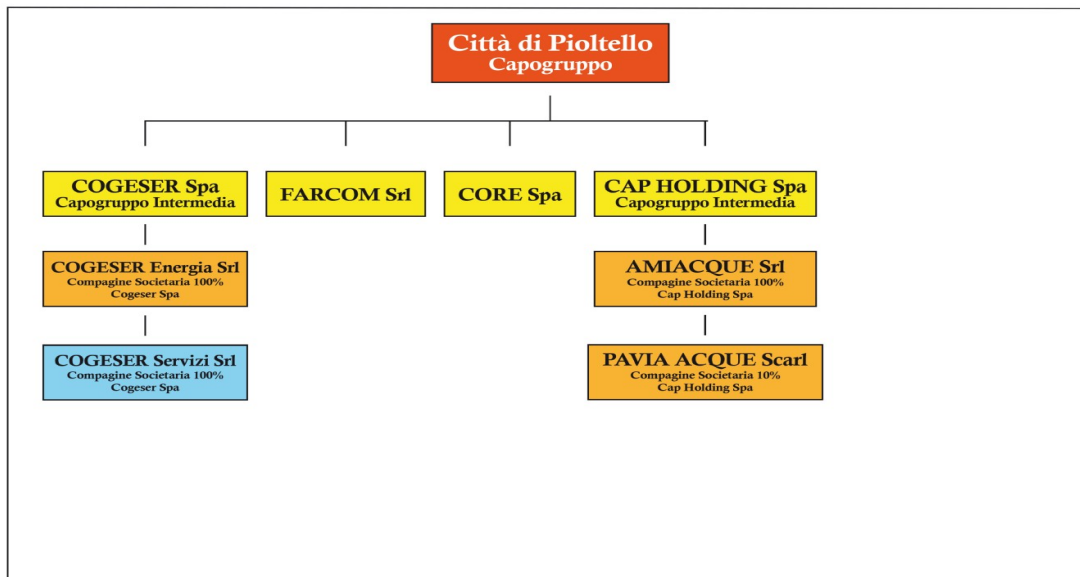 Città di Pioltello
Capogruppo
COGESER Spa
Capogruppo Intermedia
FARCOM Srl
CORE Spa
CAP HOLDING Spa
Capogruppo Intermedia
COGESER Energia Srl
Compagine Societaria 100%
Cogeser Spa
AMIACQUE Srl
Compagine Societaria 100%
Cap Holding Spa
COGESER Servizi Srl
Compagine Societaria 100%
Cogeser Spa
PAVIA ACQUE Scarl
Compagine Societaria 10%
Cap Holding Spa